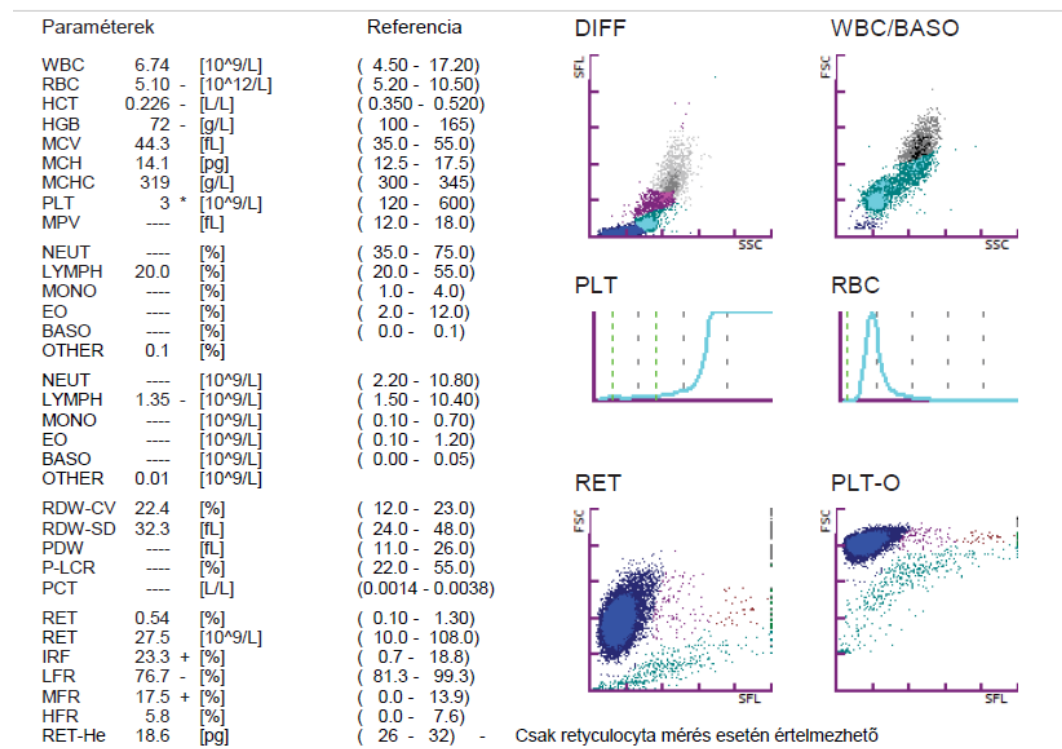 Paraméterek Referencia
WBC 6.74 [10^9/L] ( 4.50 - 17.20)
RBC 5.10 - [10^12/L] ( 5.20 - 10.50)
HCT 0.226 - [L/L] ( 0.350 - 0.520)
HGB 72 - [g/L] ( 100 - 165)
MCV 44.3 [fL] ( 35.0 - 55.0)
MCH 14.1 [pg] ( 12.5 - 17.5)
MCHC 319 [g/L] ( 300 - 345)
PLT 3 * [10^9/L] ( 120 - 600)
MPV ---- [fL] ( 12.0 - 18.0)
NEUT ---- [%] ( 35.0 - 75.0)
LYMPH 20.0 [%] ( 20.0 - 55.0)
MONO ---- [%] ( 1.0 - 4.0)
EO ---- [%] ( 2.0 - 12.0)
BASO ---- [%] ( 0.0 - 0.1)
OTHER 0.1 [%]
NEUT ---- [10^9/L] ( 2.20 - 10.80)
LYMPH 1.35 - [10^9/L] ( 1.50 - 10.40)
MONO ---- [10^9/L] ( 0.10 - 0.70)
EO ---- [10^9/L] ( 0.10 - 1.20)
BASO ---- [10^9/L] ( 0.00 - 0.05)
OTHER 0.01 [10^9/L]
RDW-CV 22.4 [%] ( 12.0 - 23.0)
RDW-SD 32.3 [fL] ( 24.0 - 48.0)
PDW ---- [fL] ( 11.0 - 26.0)
P-LCR ---- [%] ( 22.0 - 55.0)
PCT ---- [L/L] (0.0014 - 0.0038)
RET 0.54 [%] ( 0.10 - 1.30)
RET 27.5 [10^9/L] ( 10.0 - 108.0)
IRF 23.3 + [%] ( 0.7 - 18.8)
LFR 76.7 - [%] ( 81.3 - 99.3)
MFR 17.5 + [%] ( 0.0 - 13.9)
HFR 5.8 [%] ( 0.0 - 7.6)
RET-He 18.6 [pg] ( 26 - 32) - Csak retyculocyta mérés esetén értelmezhetõ
DIFF
SFL
SSC
WBC/BASO
FSC
SSC
PLT
RBC
RET
FSC
SFL
PLT-O
FSC
SFL